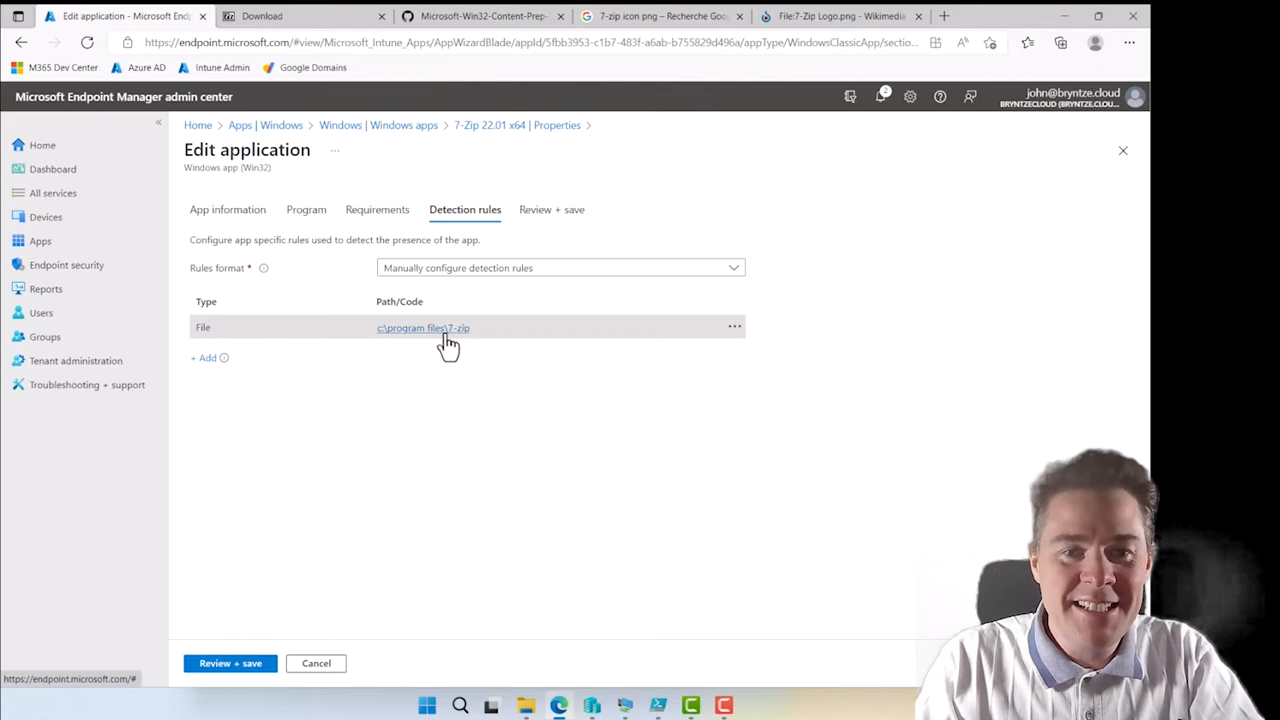 Edit application - Microsoft Endp
Download
Microsoft-Win32-Content-Prep-
7-zip icon png – Recherche Goo
File:7-Zip Logo.png - Wikimedia
https://endpoint.microsoft.com/#view/Microsoft_Intune_Apps/AppWizardBlade/appId/5fbb3953-c1b7-483f-a6ab-b755829d496a/appType/WindowsClassicApp/sectio...
M365 Dev Center
Azure AD
Intune Admin
Google Domains
Microsoft Endpoint Manager admin center
2
john@bryntze.cloud
BRYNTZECLOUD (BRYNTZE.CLOU...
Home > Apps | Windows > Windows | Windows apps > 7-Zip 22.01 x64 | Properties >
Edit application ...
Windows app (Win32)
Home
Dashboard
All services
Devices
Apps
Endpoint security
Reports
Users
Groups
Tenant administration
Troubleshooting + support
App information
Program
Requirements
Detection rules
Review + save
Configure app specific rules used to detect the presence of the app.
Rules format *
Manually configure detection rules
Type
Path/Code
File
c:\program files\7-zip
+ Add
Review + save
Cancel
https://endpoint.microsoft.com/#